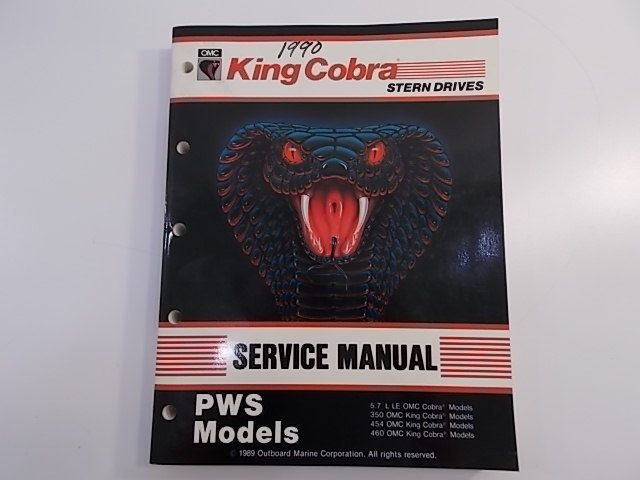 1990
OMC
King Cobra®
STERN DRIVES
SERVICE MANUAL
PWS
Models
5.7 L LE OMC Cobra® Models
350 OMC King Cobra® Models
454 OMC King Cobra® Models
460 OMC King Cobra® Models
© 1989 Outboard Marine Corporation. All rights reserved.